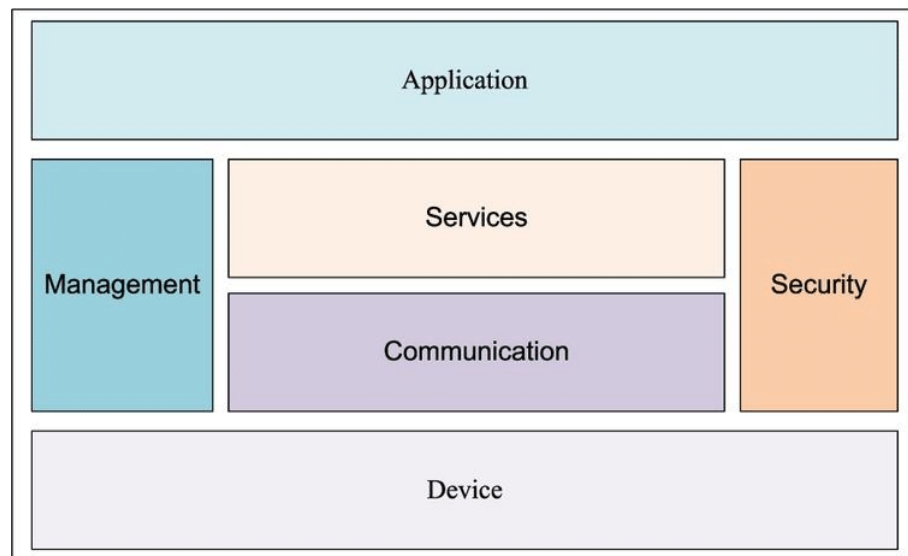 Application
Services
Management
Security
Communication
Device